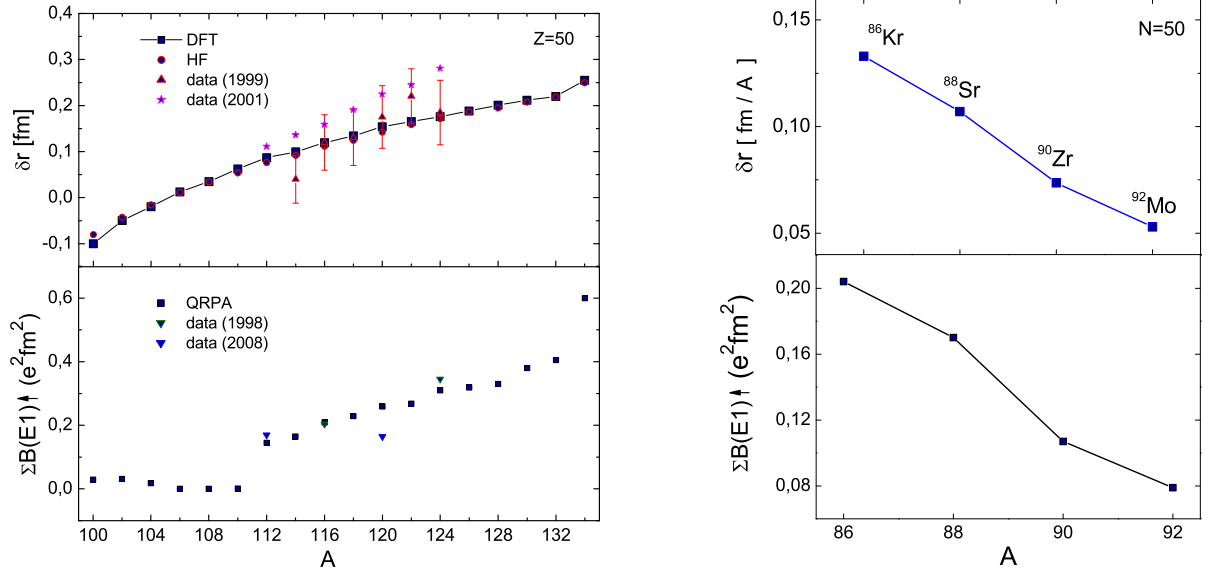 0,4
0,3
0,2
0,1
0,0
-0,1
δr [fm]
DFT
HF
data (1999)
data (2001)
Z=50
0,6
0,4
0,2
0,0
ΣB(E1)↑ (e²fm²)
QRPA
data (1998)
data (2008)
100 104 108 112 116 120 124 128 132
A
0,15
0,10
0,05
δr [ fm / A ]
N=50
⁸⁶Kr
⁸⁸Sr
⁹⁰Zr
⁹²Mo
0,20
0,16
0,12
0,08
ΣB(E1)↑ (e²fm²)
86 88 90 92
A